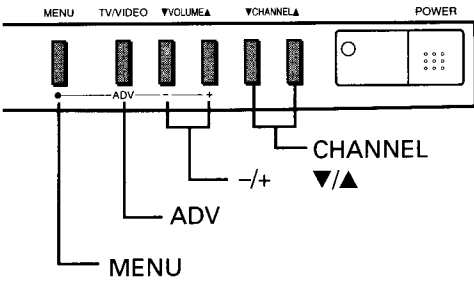 MENU TV/VIDEO ▼VOLUME▲ ▼CHANNEL▲ POWER
ADV - +
CHANNEL
-/+ ▼/▲
ADV
MENU